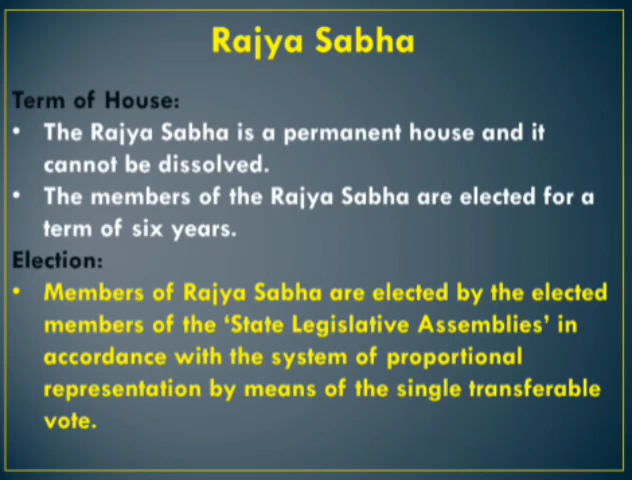 Rajya Sabha
Term of House:
• The Rajya Sabha is a permanent house and it
cannot be dissolved.
• The members of the Rajya Sabha are elected for a
term of six years.
Election:
• Members of Rajya Sabha are elected by the elected
members of the ‘State Legislative Assemblies’ in
accordance with the system of proportional
representation by means of the single transferable
vote.